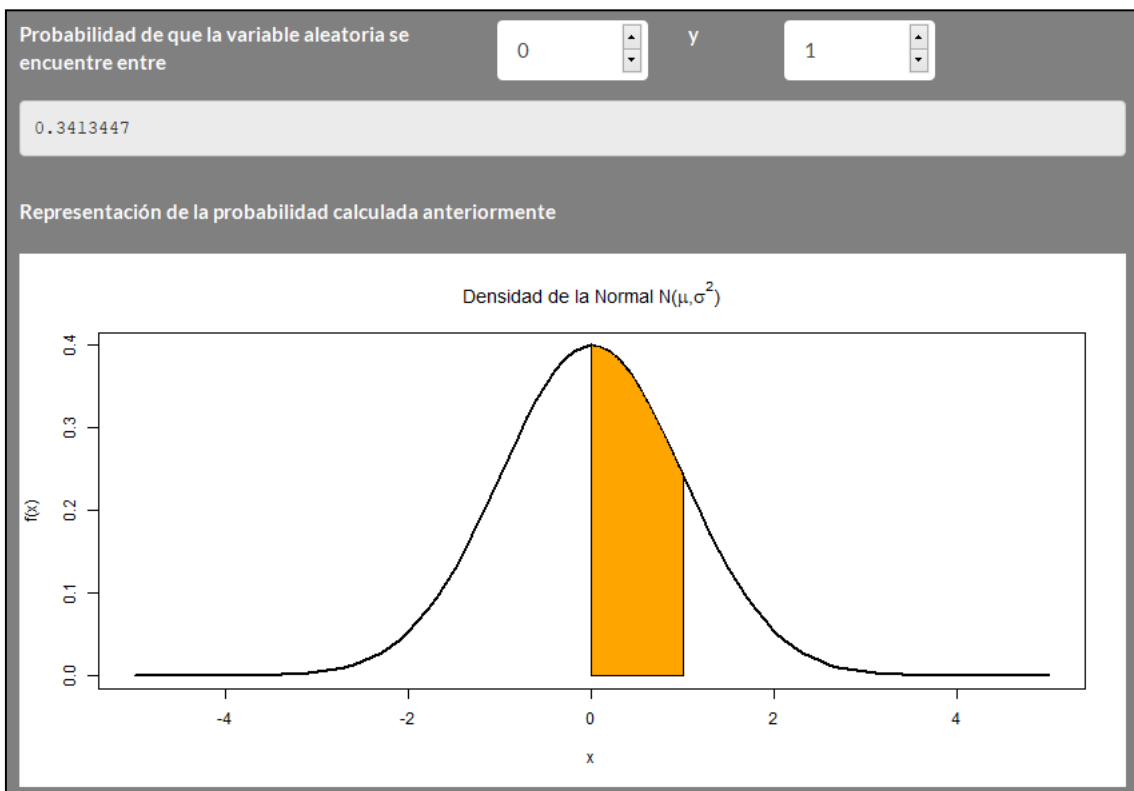 Probabilidad de que la variable aleatoria se
encuentre entre
0
y
1
0.3413447
Representación de la probabilidad calculada anteriormente
Densidad de la Normal N(μ,σ²)
f(x)
0.4
0.3
0.2
0.1
0.0
-4 -2 0 2 4
x